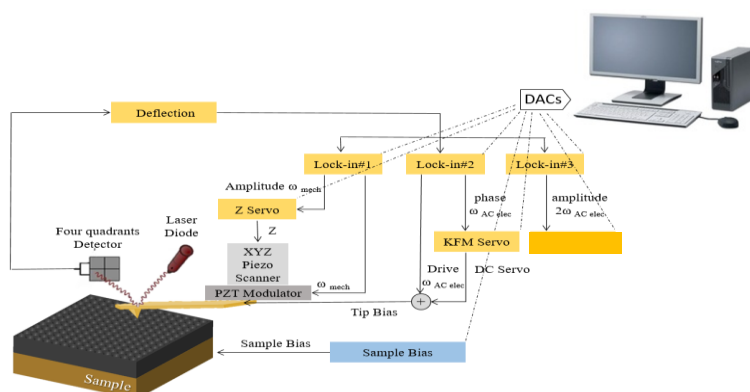 DACs
Deflection
Lock-in#1
Lock-in#2
Lock-in#3
Amplitude ω mech
phase
ω AC elec
amplitude
2ω AC elec
Z Servo
Laser
Diode
Four quadrants
Detector
Z
KFM Servo
XYZ
Piezo
Scanner
Drive
ω AC elec
DC Servo
PZT Modulator
ω mech
+
Tip Bias
Sample Bias
Sample Bias
Sample